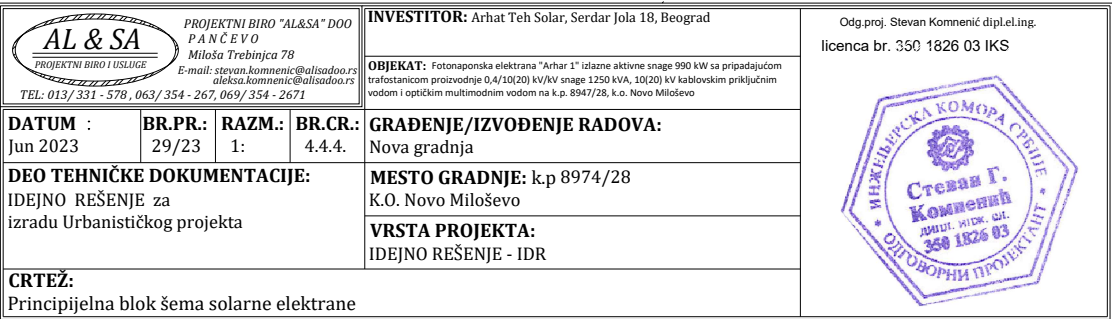 AL & SA
PROJEKTNI BIRO I USLUGE
PROJEKTNI BIRO "AL&SA" DOO
P A N Č E V O
Miloša Trebinjca 78
E-mail: stevan.komnenic@alisadoo.rs
aleksa.komnenic@alisadoo.rs
TEL: 013/ 331 - 578 , 063/ 354 - 267, 069/ 354 - 2671
INVESTITOR: Arhat Teh Solar, Serdar Jola 18, Beograd
OBJEKAT: Fotonaponska elektrana "Arhar 1" izlazne aktivne snage 990 kW sa pripadajućom
trafostanicom proizvodnje 0,4/10(20) kV/kV snage 1250 kVA, 10(20) kV kablovskim priključnim
vodom i optičkim multimodnim vodom na k.p. 8947/28, k.o. Novo Miloševo
DATUM :
Jun 2023
BR.PR.:
29/23
RAZM.:
1:
BR.CR.:
4.4.4.
GRAĐENJE/IZVOĐENJE RADOVA:
Nova gradnja
DEO TEHNIČKE DOKUMENTACIJE:
IDEJNO REŠENJE za
izradu Urbanističkog projekta
MESTO GRADNJE: k.p 8974/28
K.O. Novo Miloševo
VRSTA PROJEKTA:
IDEJNO REŠENJE - IDR
CRTEŽ:
Principijelna blok šema solarne elektrane
Odg.proj. Stevan Komnenić dipl.el.ing.
licenca br. 350 1826 03 IKS
ИНЖЕЊЕРСКА КОМОРА СРБИЈЕ
Стеван Г.
Комненић
дипл. инж. ел.
350 1826 03
ОДГОВОРНИ ПРОЈЕКТАНТ